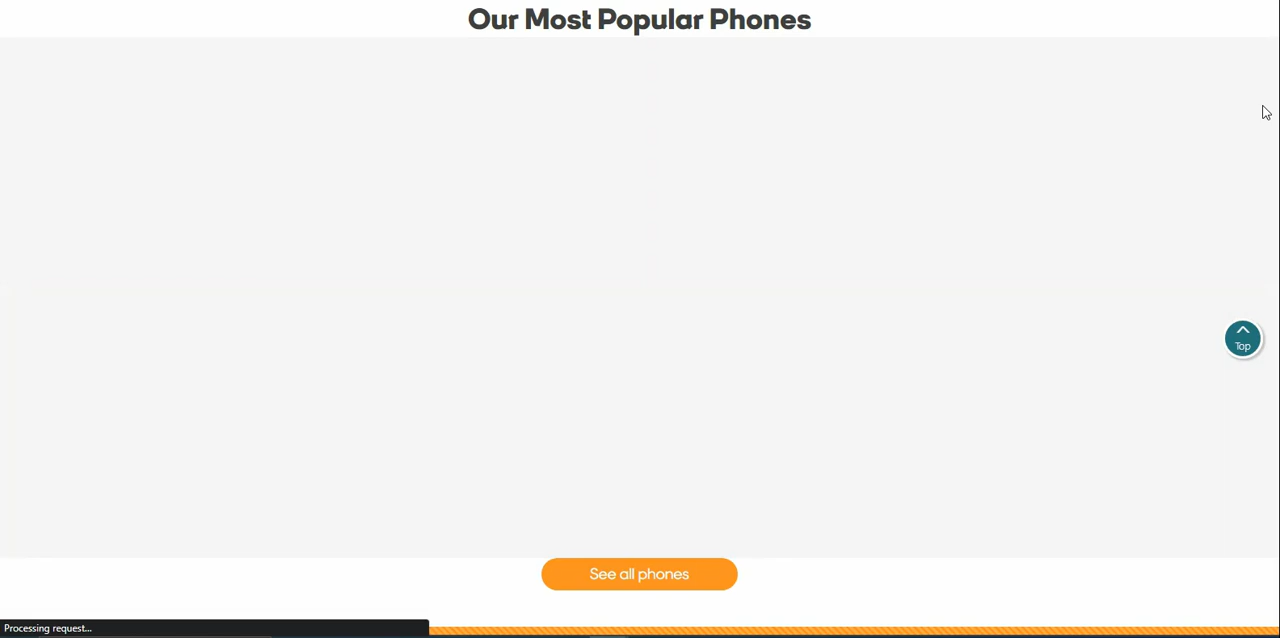 Our Most Popular Phones
Top
See all phones
Processing request...